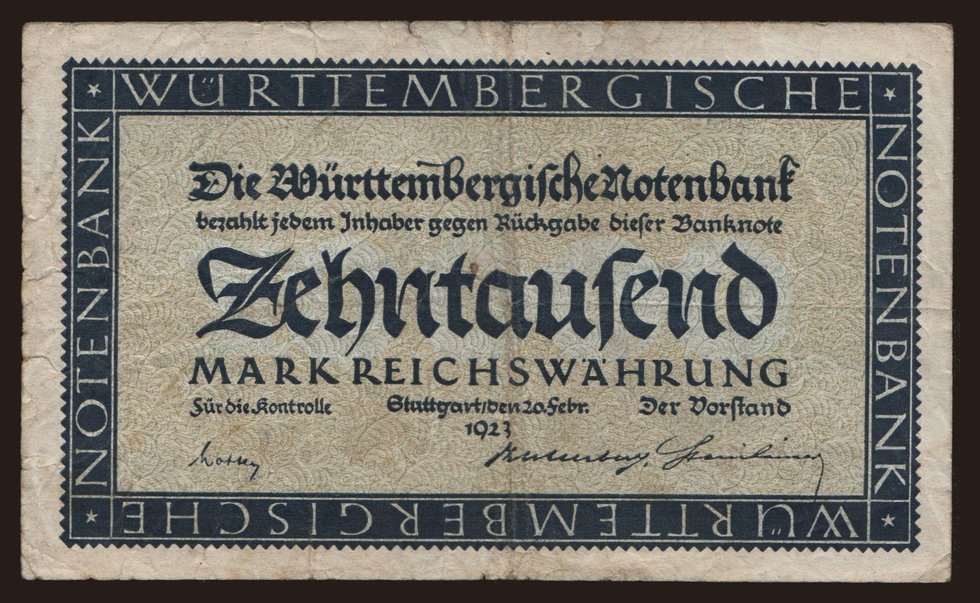 WÜRTTEMBERGISCHE
NOTENBANK
NOTENBANK
Die Württembergische Notenbank
bezahlt jedem Inhaber gegen Rückgabe dieser Banknote
Zehntausend
MARK REICHSWÄHRUNG
Für die Kontrolle Stuttgart, den 20. Febr. Der Vorstand
1923
WÜRTTEMBERGISCHE